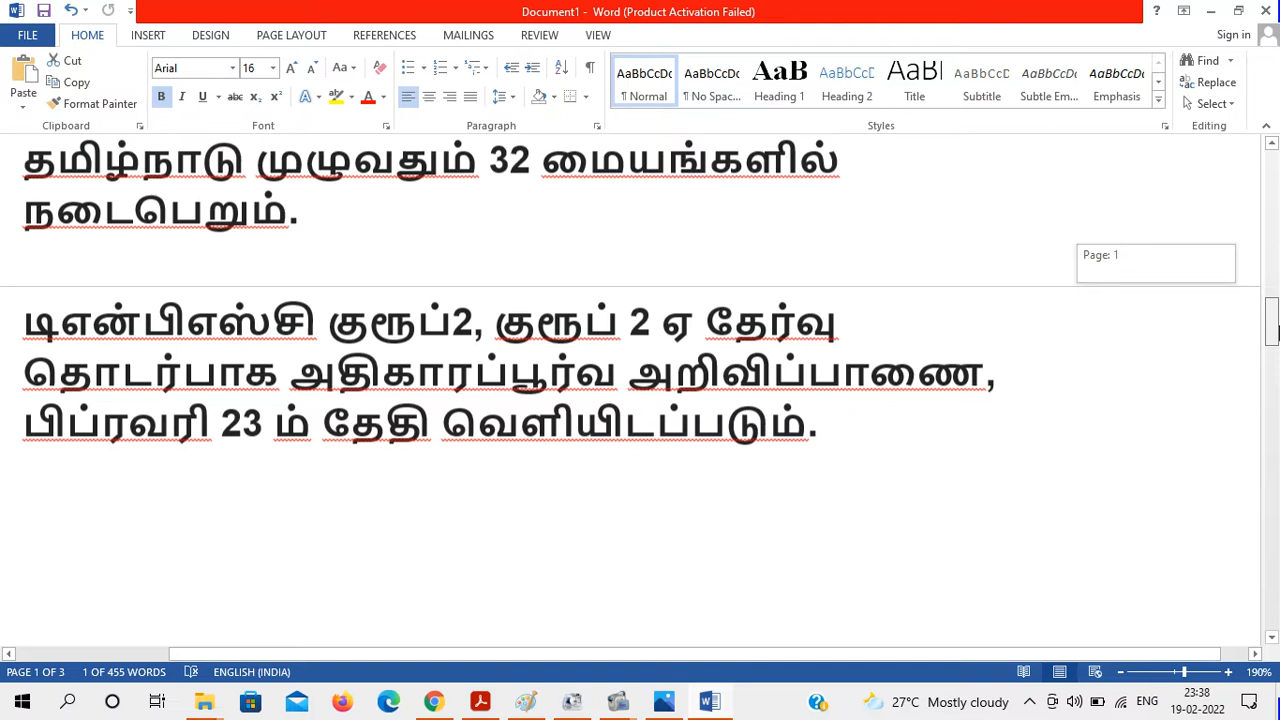 Document1 - Word (Product Activation Failed)
FILE HOME INSERT DESIGN PAGE LAYOUT REFERENCES MAILINGS REVIEW VIEW Sign in
Cut
Copy
Format Painter
Paste
Clipboard
Arial 16
Font
Paragraph
AaBbCcDc AaBbCcDc AaB AaBbCcD AaBb AaBbCcD AaBbCcDc AaBbCcDc
¶ Normal ¶ No Spac... Heading 1 Heading 2 Title Subtitle Subtle Em... Emphasis
Styles
Find
Replace
Select
Editing
தமிழ்நாடு முழுவதும் 32 மையங்களில்
நடைபெறும்.
Page: 1
டிஎன்பிஎஸ்சி குரூப்2, குரூப் 2 ஏ தேர்வு
தொடர்பாக அதிகாரப்பூர்வ அறிவிப்பாணை,
பிப்ரவரி 23 ம் தேதி வெளியிடப்படும்.
PAGE 1 OF 3 1 OF 455 WORDS ENGLISH (INDIA) 190%
27°C Mostly cloudy ENG 23:38
19-02-2022